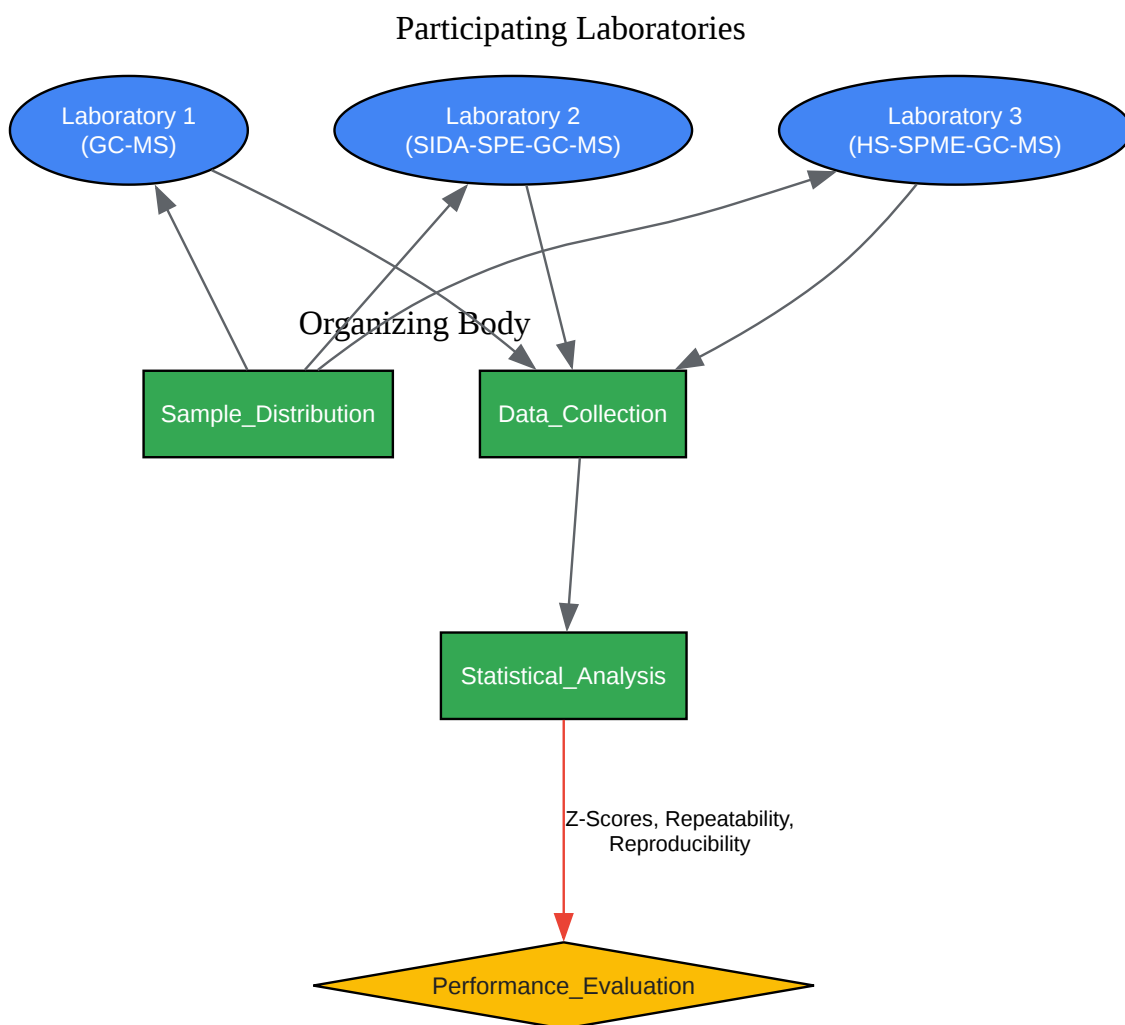 Participating Laboratories
Laboratory 1
(GC-MS)
Laboratory 2
(SIDA-SPE-GC-MS)
Laboratory 3
(HS-SPME-GC-MS)
Organizing Body
Sample_Distribution
Data_Collection
Statistical_Analysis
Z-Scores, Repeatability,
Reproducibility
Performance_Evaluation